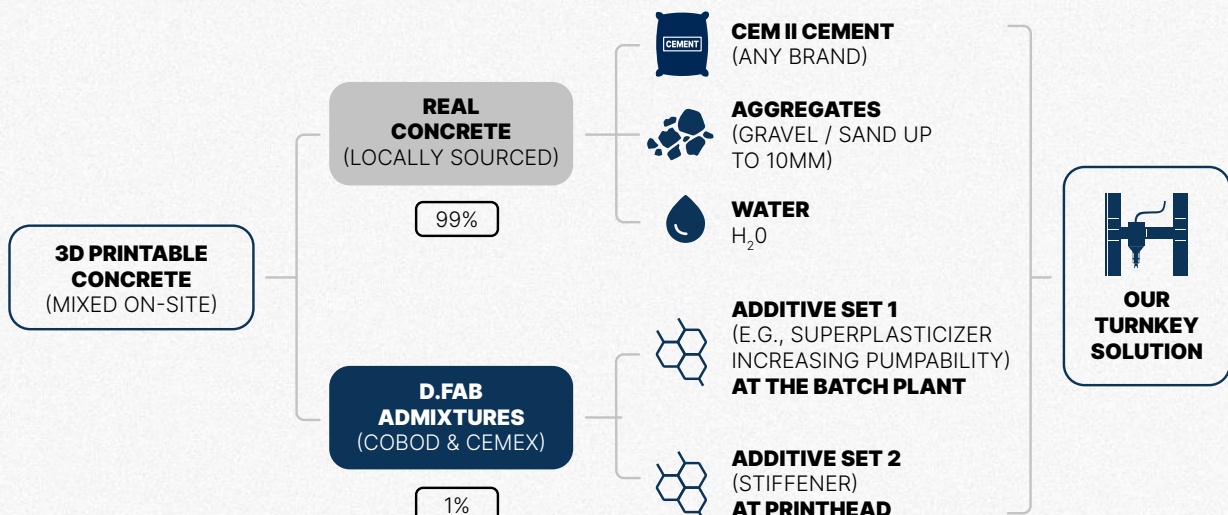 3D PRINTABLE
CONCRETE
(MIXED ON-SITE)
REAL
CONCRETE
(LOCALLY SOURCED)
99%
D.FAB
ADMIXTURES
(COBOD & CEMEX)
1%
CEMENT
CEM II CEMENT
(ANY BRAND)
AGGREGATES
(GRAVEL / SAND UP
TO 10MM)
WATER
H₂0
ADDITIVE SET 1
(E.G., SUPERPLASTICIZER
INCREASING PUMPABILITY)
AT THE BATCH PLANT
ADDITIVE SET 2
(STIFFENER)
AT PRINTHEAD
OUR
TURNKEY
SOLUTION